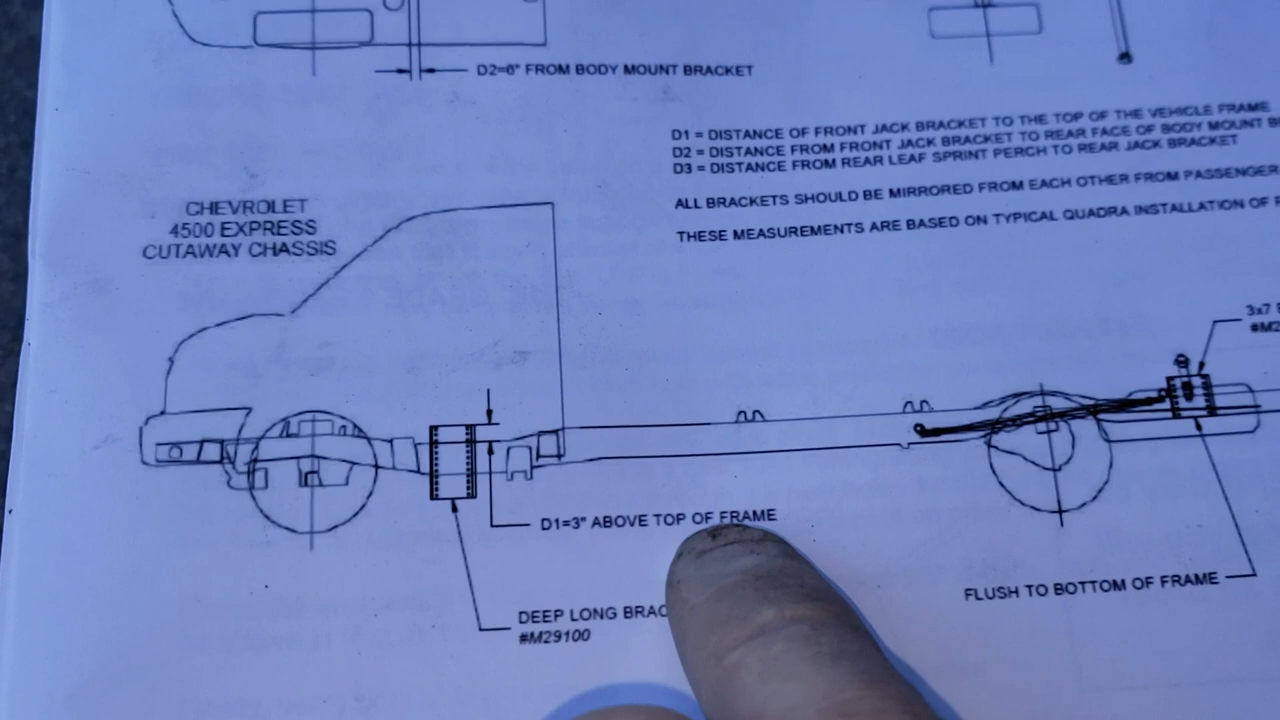 D2=6" FROM BODY MOUNT BRACKET
D1 = DISTANCE OF FRONT JACK BRACKET TO THE TOP OF THE VEHICLE FRAME
D2 = DISTANCE FROM FRONT JACK BRACKET TO REAR FACE OF BODY MOUNT
D3 = DISTANCE FROM REAR LEAF SPRINT PERCH TO REAR JACK BRACKET
ALL BRACKETS SHOULD BE MIRRORED FROM EACH OTHER FROM PASSENGER
THESE MEASUREMENTS ARE BASED ON TYPICAL QUADRA INSTALLATION OF
CHEVROLET
4500 EXPRESS
CUTAWAY CHASSIS
3x7
D1=3" ABOVE TOP OF FRAME
FLUSH TO BOTTOM OF FRAME
DEEP LONG
#M29100